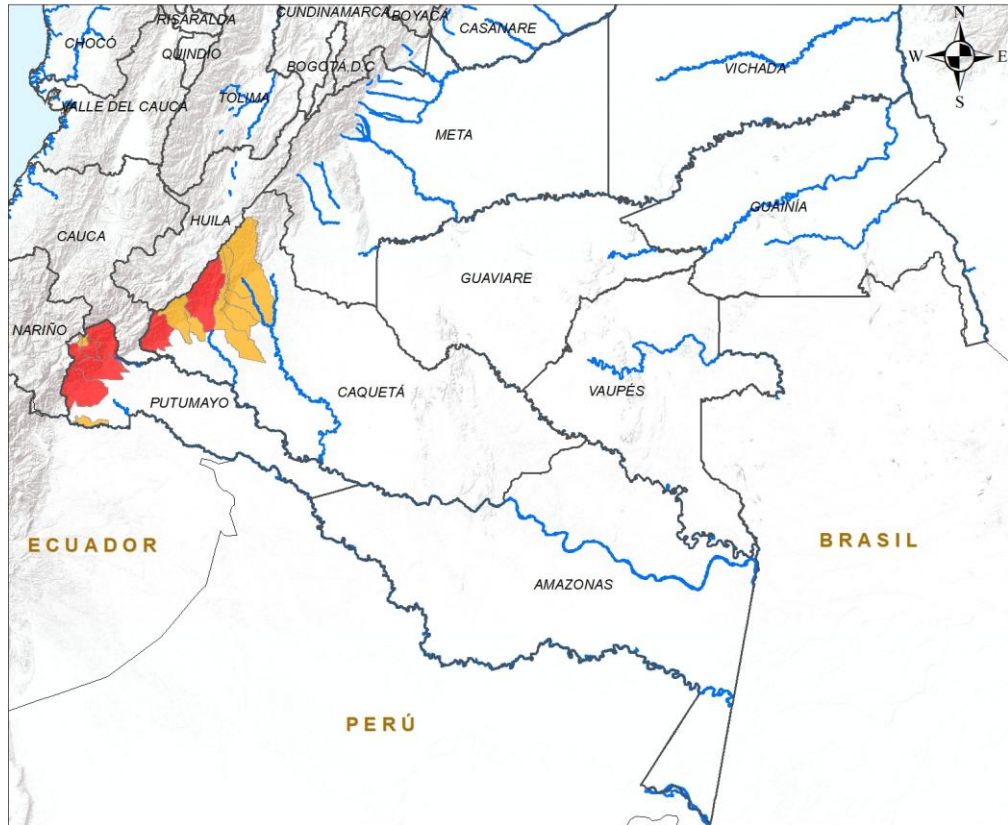 CUNDINAMARCA
BOYACÁ
RISARALDA
CASANARE
N
CHOCÓ
QUINDÍO
BOGOTÁ D.C
VICHADA
W
E
TOLIMA
S
VALLE DEL CAUCA
META
HUILA
GUAINÍA
CAUCA
GUAVIARE
NARIÑO
CAQUETÁ
VAUPÉS
PUTUMAYO
ECUADOR
BRASIL
AMAZONAS
PERÚ